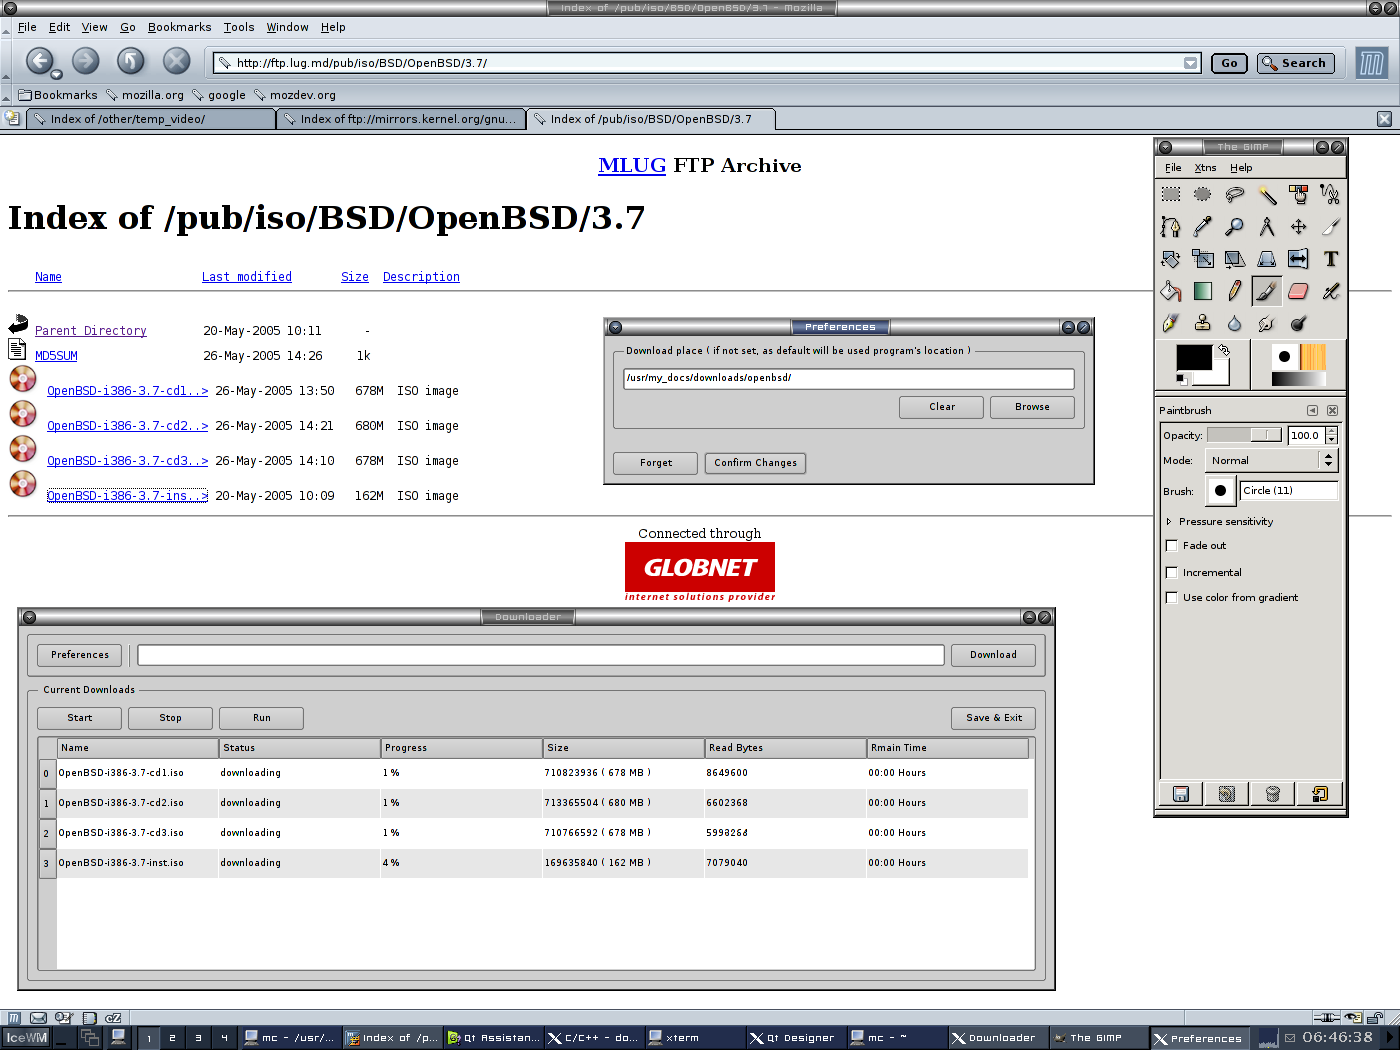 Index of /pub/iso/BSD/OpenBSD/3.7 - Mozilla
File Edit View Go Bookmarks Tools Window Help
http://ftp.lug.md/pub/iso/BSD/OpenBSD/3.7/ Go Search
Bookmarks mozilla.org google mozdev.org
Index of /other/temp_video/ Index of ftp://mirrors.kernel.org/gnu... Index of /pub/iso/BSD/OpenBSD/3.7
MLUG FTP Archive
Index of /pub/iso/BSD/OpenBSD/3.7
Name Last modified Size Description
Parent Directory 20-May-2005 10:11 -
MD5SUM 26-May-2005 14:26 1k
OpenBSD-i386-3.7-cd1..> 26-May-2005 13:50 678M ISO image
OpenBSD-i386-3.7-cd2..> 26-May-2005 14:21 680M ISO image
OpenBSD-i386-3.7-cd3..> 26-May-2005 14:10 678M ISO image
OpenBSD-i386-3.7-ins..> 20-May-2005 10:09 162M ISO image
Connected through
GLOBNET
internet solutions provider
Preferences
Download place ( if not set, as default will be used program's location )
/usr/my_docs/downloads/openbsd/
Clear Browse
Forget Confirm Changes
The GIMP
File Xtns Help
T
Paintbrush
Opacity: 100.0
Mode: Normal
Brush: Circle (11)
Pressure sensitivity
Fade out
Incremental
Use color from gradient
Downloader
Preferences Download
Current Downloads
Start Stop Run Save & Exit
Name Status Progress Size Read Bytes Rmain Time
0 OpenBSD-i386-3.7-cd1.iso downloading 1 % 710823936 ( 678 MB ) 8649600 00:00 Hours
1 OpenBSD-i386-3.7-cd2.iso downloading 1 % 713365504 ( 680 MB ) 6602368 00:00 Hours
2 OpenBSD-i386-3.7-cd3.iso downloading 1 % 710766592 ( 678 MB ) 00:00 Hours
3 OpenBSD-i386-3.7-inst.iso downloading 4 % 169635840 ( 162 MB ) 7079040 00:00 Hours
cZ
IceWM 1 2 3 4 mc - /usr/... Index of /p... Qt Assistan... C/C++ - do... xterm Qt Designer mc - ~ Downloader The GIMP Preferences 06:46:38